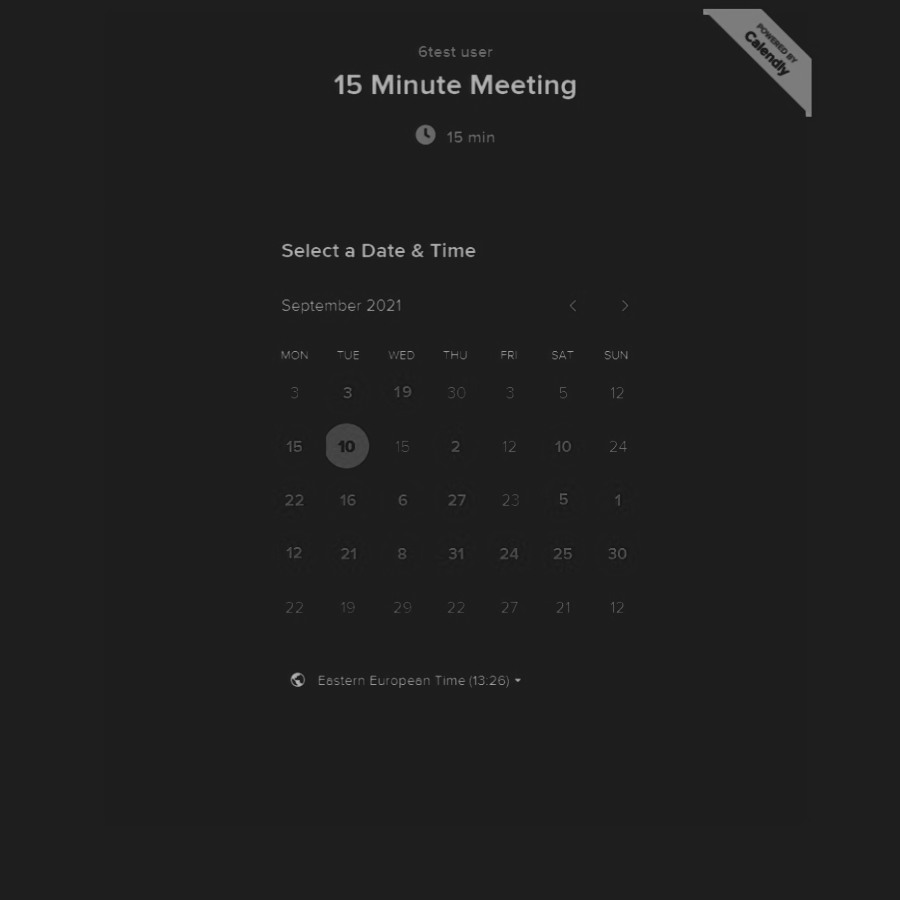 6test user
15 Minute Meeting
15 min
POWERED BY
Calendly
Select a Date & Time
September 2021
MON TUE WED THU FRI SAT SUN
3 3 19 30 3 5 12
15 10 15 2 12 10 24
22 16 6 27 23 5 1
12 21 8 31 24 25 30
22 19 29 22 27 21 12
Eastern European Time (13:26)